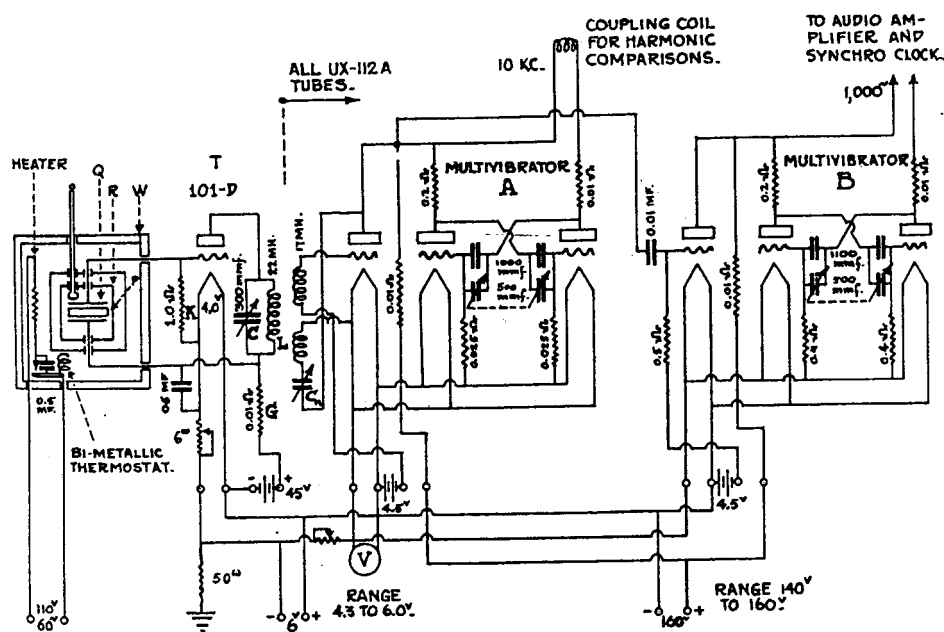 COUPLING COIL
FOR HARMONIC
COMPARISONS.
TO AUDIO AM-
PLIFIER AND
SYNCHRO CLOCK.
10 KC.
1,000~
ALL UX-112A
TUBES.
HEATER
Q
R
W
T
101-D
MULTIVIBRATOR
A
MULTIVIBRATOR
B
0.2
0.01
0.01 MF.
0.2
0.01
22 MH.
17 MH.
500 mmf.
1.0
K
4.0
L
C
0.01
1000
mmf.
500
mmf.
0.025
0.025
0.5
0.01
1100
mmf.
500
mmf.
0.4
0.4
0.5
MF.
0.5 MF
6ω
0.01
BI-METALLIC
THERMOSTAT.
- +
45V
4.5V
4.5V
50ω
V
110V
60~
- 6V +
RANGE
4.3 TO 6.0V
- 160V +
RANGE 140V
TO 160V